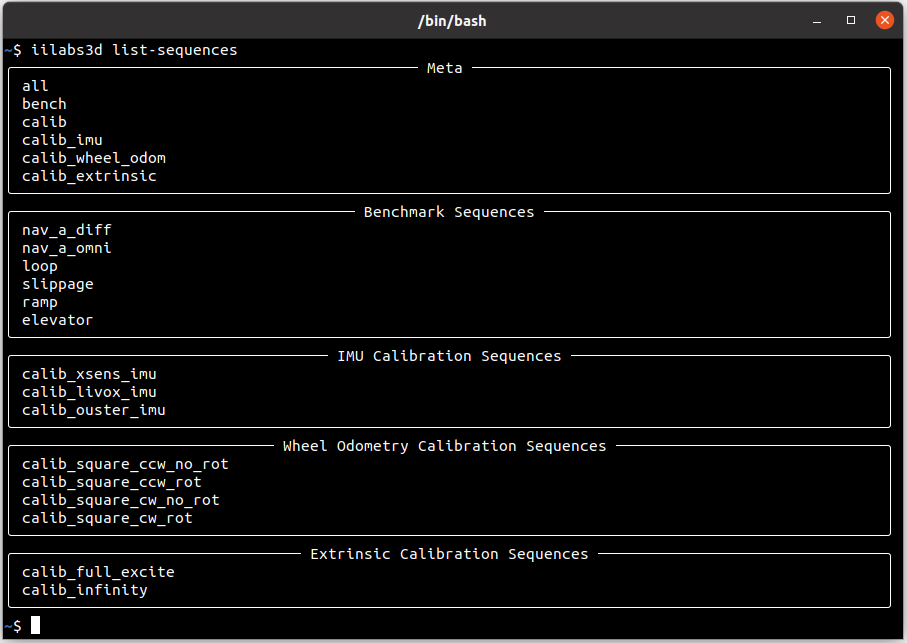 /bin/bash
~$ iilabs3d list-sequences
Meta
all
bench
calib
calib_imu
calib_wheel_odom
calib_extrinsic
Benchmark Sequences
nav_a_diff
nav_a_omni
loop
slippage
ramp
elevator
IMU Calibration Sequences
calib_xsens_imu
calib_livox_imu
calib_ouster_imu
Wheel Odometry Calibration Sequences
calib_square_ccw_no_rot
calib_square_ccw_rot
calib_square_cw_no_rot
calib_square_cw_rot
Extrinsic Calibration Sequences
calib_full_excite
calib_infinity
~$